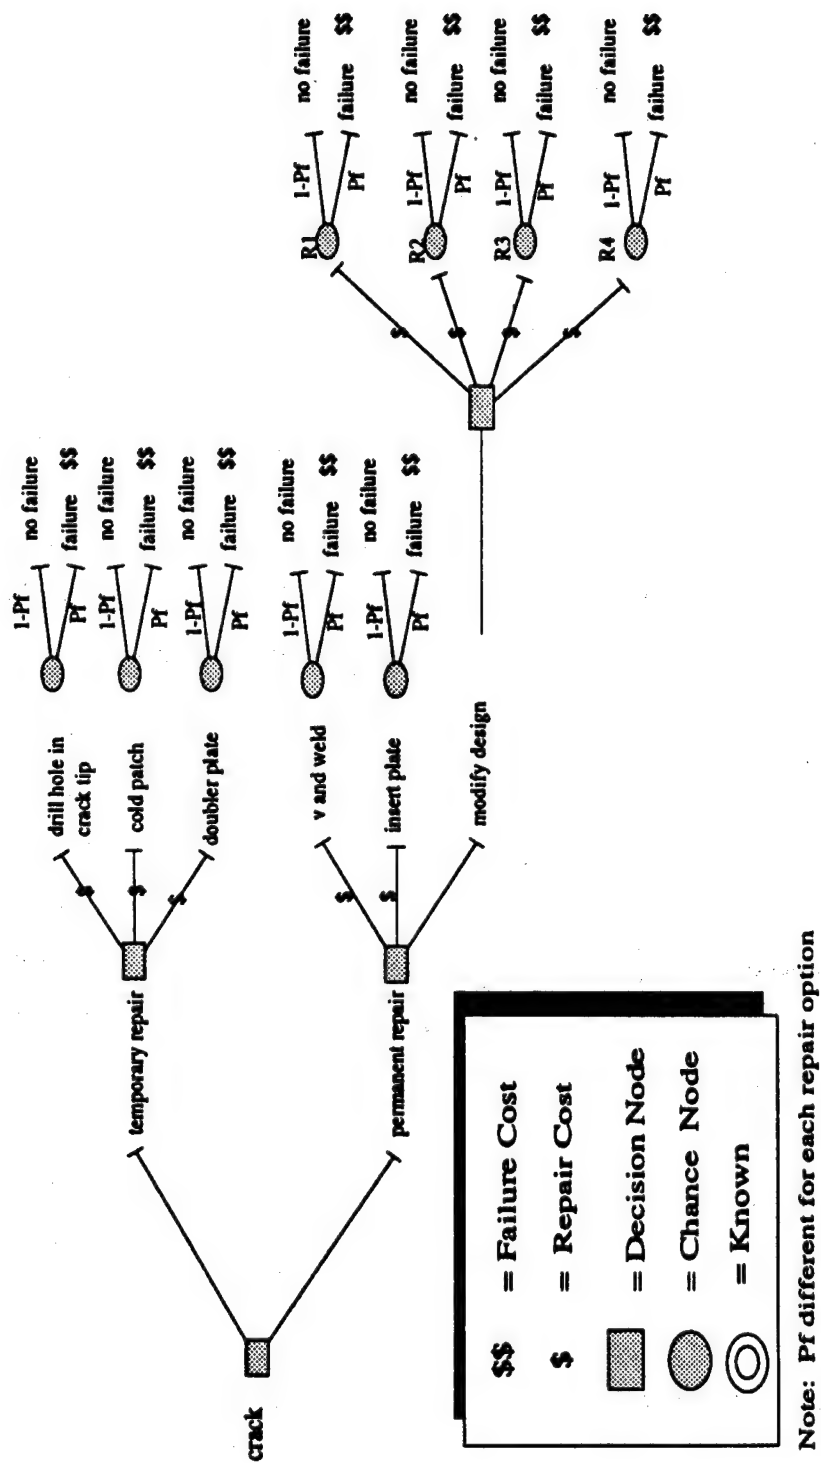 crack
temporary repair
permanent repair
$
drill hole in
crack tip
$
cold patch
$
doubler plate
$
v and weld
$
insert plate
modify design
1-Pf
no failure
Pf
failure $$
1-Pf
no failure
Pf
failure $$
1-Pf
no failure
Pf
failure $$
1-Pf
no failure
Pf
failure $$
1-Pf
no failure
Pf
failure $$
$
$
$
$
R1
1-Pf
no failure
Pf
failure $$
R2
1-Pf
no failure
Pf
failure $$
R3
1-Pf
no failure
Pf
failure $$
R4
1-Pf
no failure
Pf
failure $$
$$ = Failure Cost
$ = Repair Cost
= Decision Node
= Chance Node
= Known
Note: Pf different for each repair option